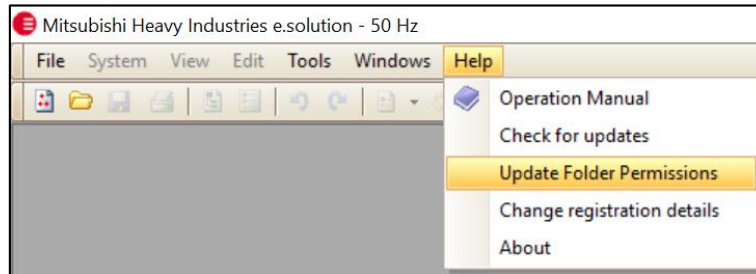 Mitsubishi Heavy Industries e.solution - 50 Hz
File System View Edit Tools Windows Help
Operation Manual
Check for updates
Update Folder Permissions
Change registration details
About